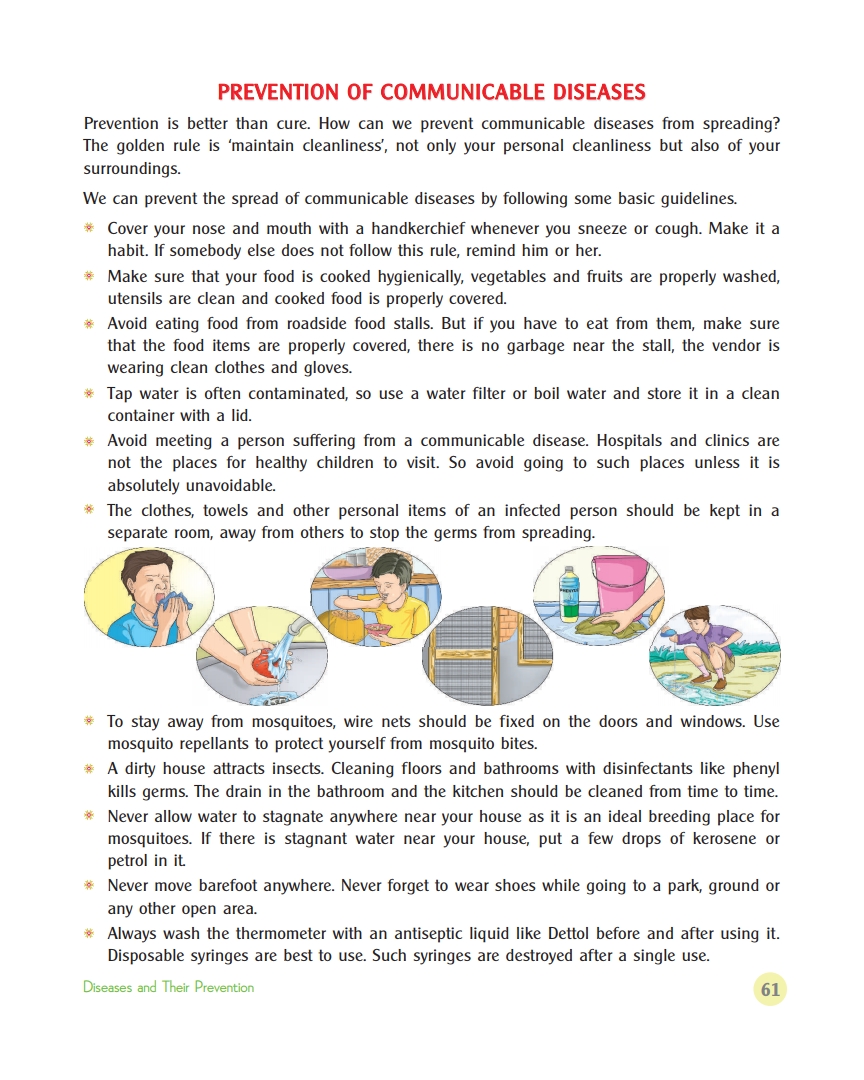 PREVENTION OF COMMUNICABLE DISEASES
Prevention is better than cure. How can we prevent communicable diseases from spreading?
The golden rule is ‘maintain cleanliness’, not only your personal cleanliness but also of your
surroundings.
We can prevent the spread of communicable diseases by following some basic guidelines.
Cover your nose and mouth with a handkerchief whenever you sneeze or cough. Make it a
habit. If somebody else does not follow this rule, remind him or her.
Make sure that your food is cooked hygienically, vegetables and fruits are properly washed,
utensils are clean and cooked food is properly covered.
Avoid eating food from roadside food stalls. But if you have to eat from them, make sure
that the food items are properly covered, there is no garbage near the stall, the vendor is
wearing clean clothes and gloves.
Tap water is often contaminated, so use a water filter or boil water and store it in a clean
container with a lid.
Avoid meeting a person suffering from a communicable disease. Hospitals and clinics are
not the places for healthy children to visit. So avoid going to such places unless it is
absolutely unavoidable.
The clothes, towels and other personal items of an infected person should be kept in a
separate room, away from others to stop the germs from spreading.
To stay away from mosquitoes, wire nets should be fixed on the doors and windows. Use
mosquito repellants to protect yourself from mosquito bites.
A dirty house attracts insects. Cleaning floors and bathrooms with disinfectants like phenyl
kills germs. The drain in the bathroom and the kitchen should be cleaned from time to time.
Never allow water to stagnate anywhere near your house as it is an ideal breeding place for
mosquitoes. If there is stagnant water near your house, put a few drops of kerosene or
petrol in it.
Never move barefoot anywhere. Never forget to wear shoes while going to a park, ground or
any other open area.
Always wash the thermometer with an antiseptic liquid like Dettol before and after using it.
Disposable syringes are best to use. Such syringes are destroyed after a single use.
Diseases and Their Prevention
61